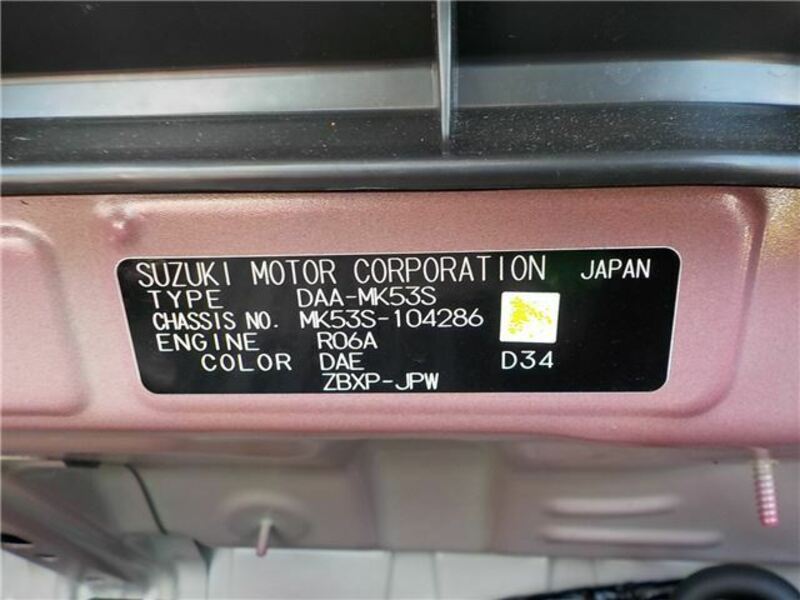 SUZUKI MOTOR CORPORATION JAPAN
TYPE DAA-MK53S
CHASSIS NO. MK53S-104286
ENGINE R06A
COLOR DAE D34
ZBXP-JPW